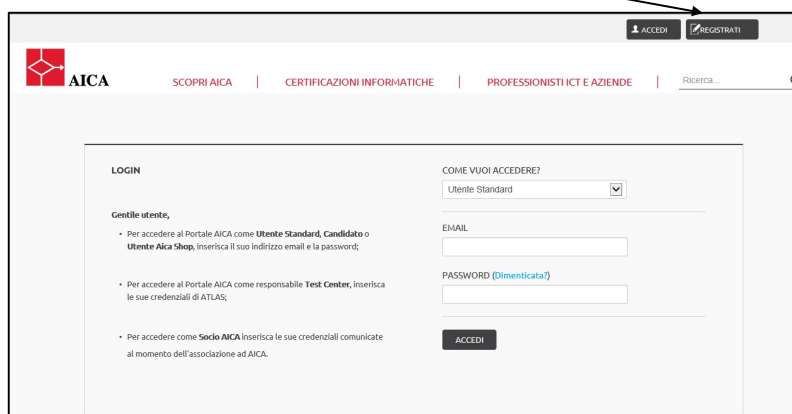 ACCEDI REGISTRATI
AICA SCOPRI AICA | CERTIFICAZIONI INFORMATICHE | PROFESSIONISTI ICT E AZIENDE | Ricerca...
LOGIN
Gentile utente,
• Per accedere al Portale AICA come Utente Standard, Candidato o
Utente Aica Shop, inserisca il suo indirizzo email e la password;
• Per accedere al Portale AICA come responsabile Test Center, inserisca
le sue credenziali di ATLAS;
• Per accedere come Socio AICA inserisca le sue credenziali comunicate
al momento dell'associazione ad AICA.
COME VUOI ACCEDERE?
Utente Standard
EMAIL
PASSWORD (Dimenticata?)
ACCEDI